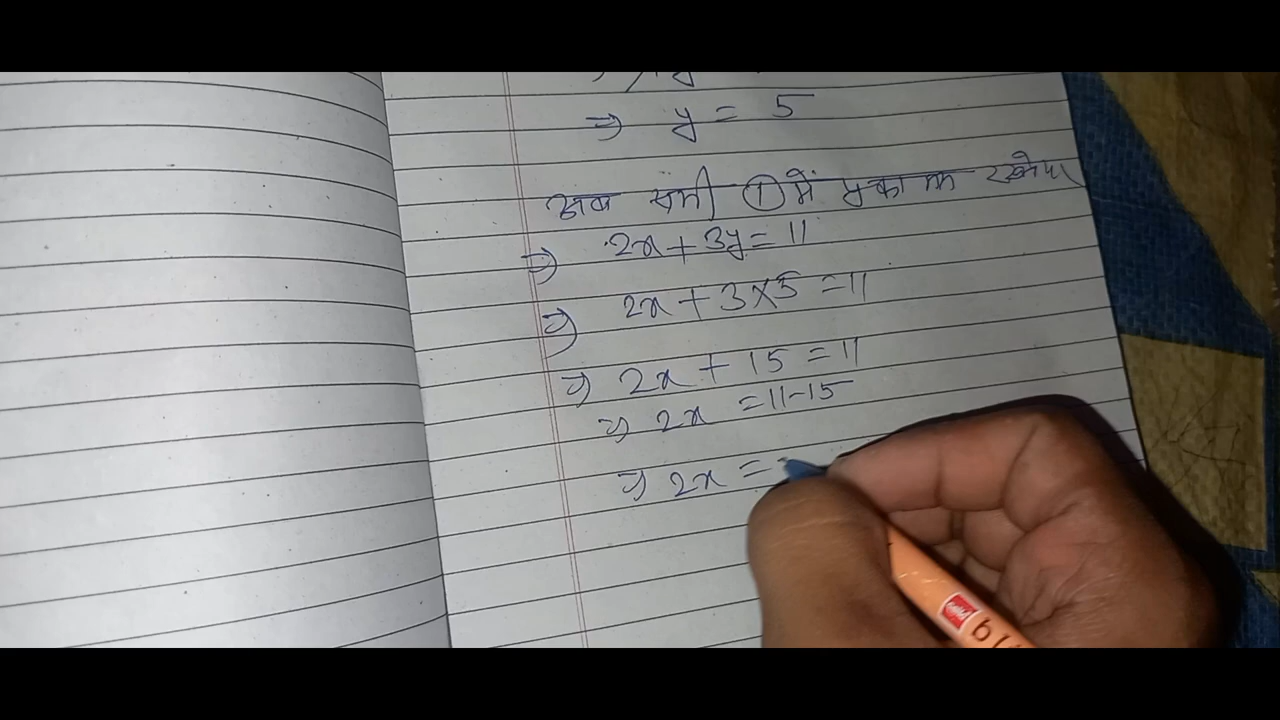 ⇒ y = 5
अब समी ① में y का मान रखने पर
⇒ 2x + 3y = 11
⇒ 2x + 3×5 = 11
⇒ 2x + 15 = 11
⇒ 2x = 11-15
⇒ 2x = -